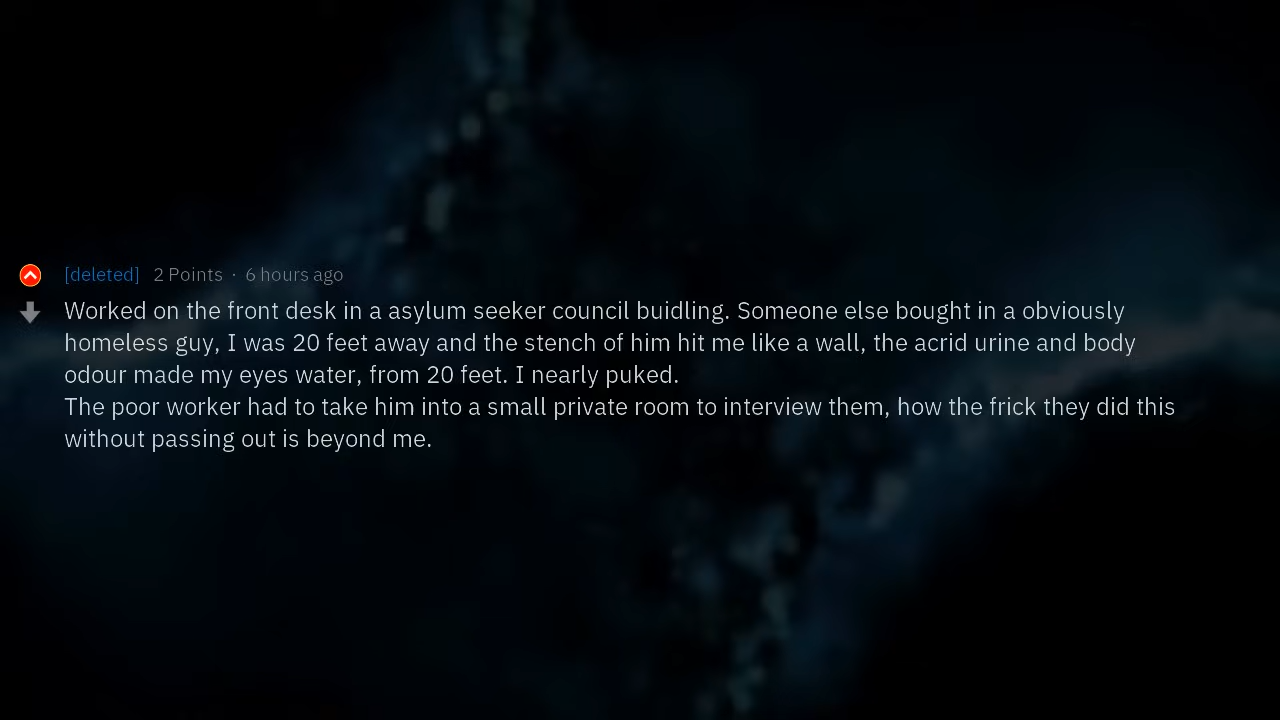 [deleted] 2 Points · 6 hours ago
Worked on the front desk in a asylum seeker council buidling. Someone else bought in a obviously
homeless guy, I was 20 feet away and the stench of him hit me like a wall, the acrid urine and body
odour made my eyes water, from 20 feet. I nearly puked.
The poor worker had to take him into a small private room to interview them, how the frick they did this
without passing out is beyond me.